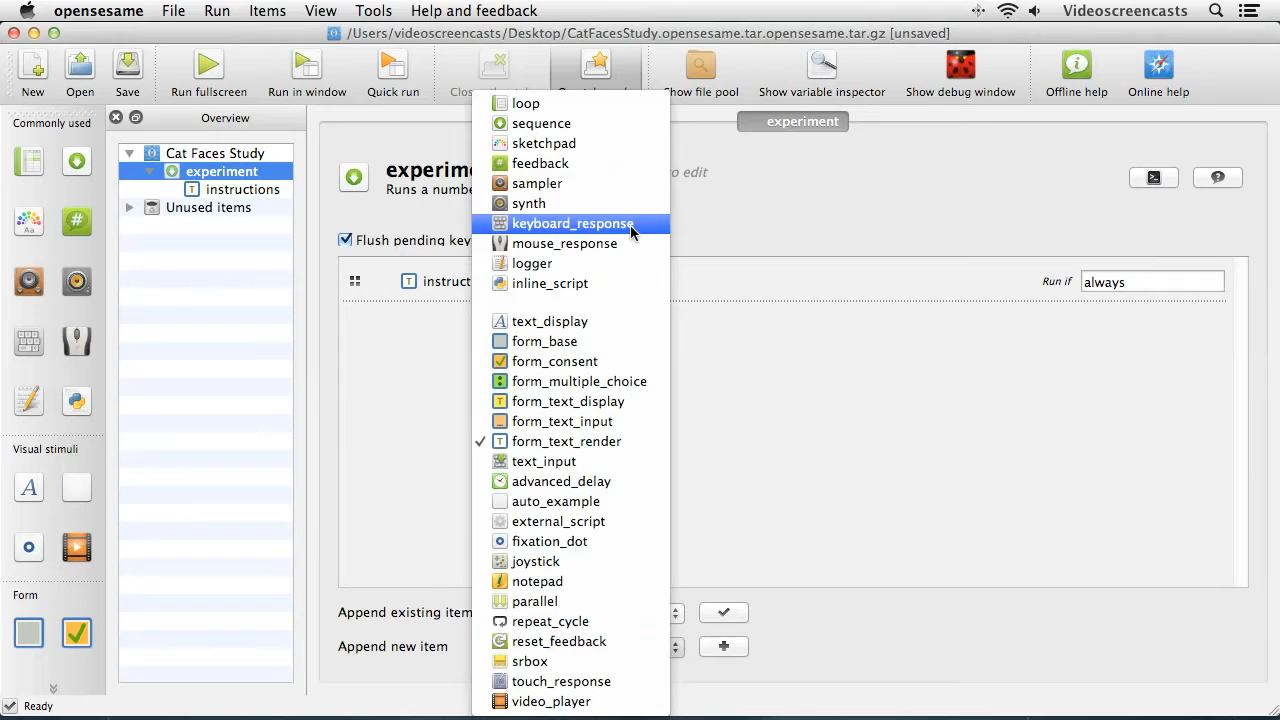 opensesame File Run Items View Tools Help and feedback Videoscreencasts
/Users/videoscreencasts/Desktop/CatFacesStudy.opensesame.tar.opensesame.tar.gz [unsaved]
New Open Save Run fullscreen Run in window Quick run Show file pool Show variable inspector Show debug window Offline help Online help
Commonly used
Aa
Visual stimuli
A
Form
Overview
Cat Faces Study
experiment
T instructions
Unused items
experiment
to edit
Runs a
Flush pending key
Run if always
Append existing item
Append new item
loop
sequence
sketchpad
feedback
sampler
synth
keyboard_response
mouse_response
logger
inline_script
text_display
form_base
form_consent
form_multiple_choice
form_text_display
form_text_input
form_text_render
text_input
advanced_delay
auto_example
external_script
fixation_dot
joystick
notepad
parallel
repeat_cycle
reset_feedback
srbox
touch_response
video_player
Ready